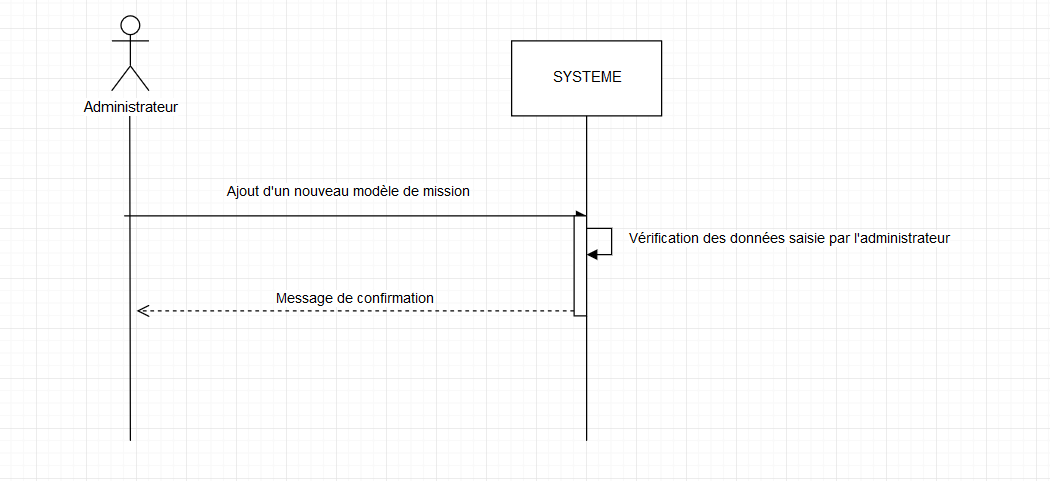 Administrateur
SYSTEME
Ajout d'un nouveau modèle de mission
Vérification des données saisie par l'administrateur
Message de confirmation